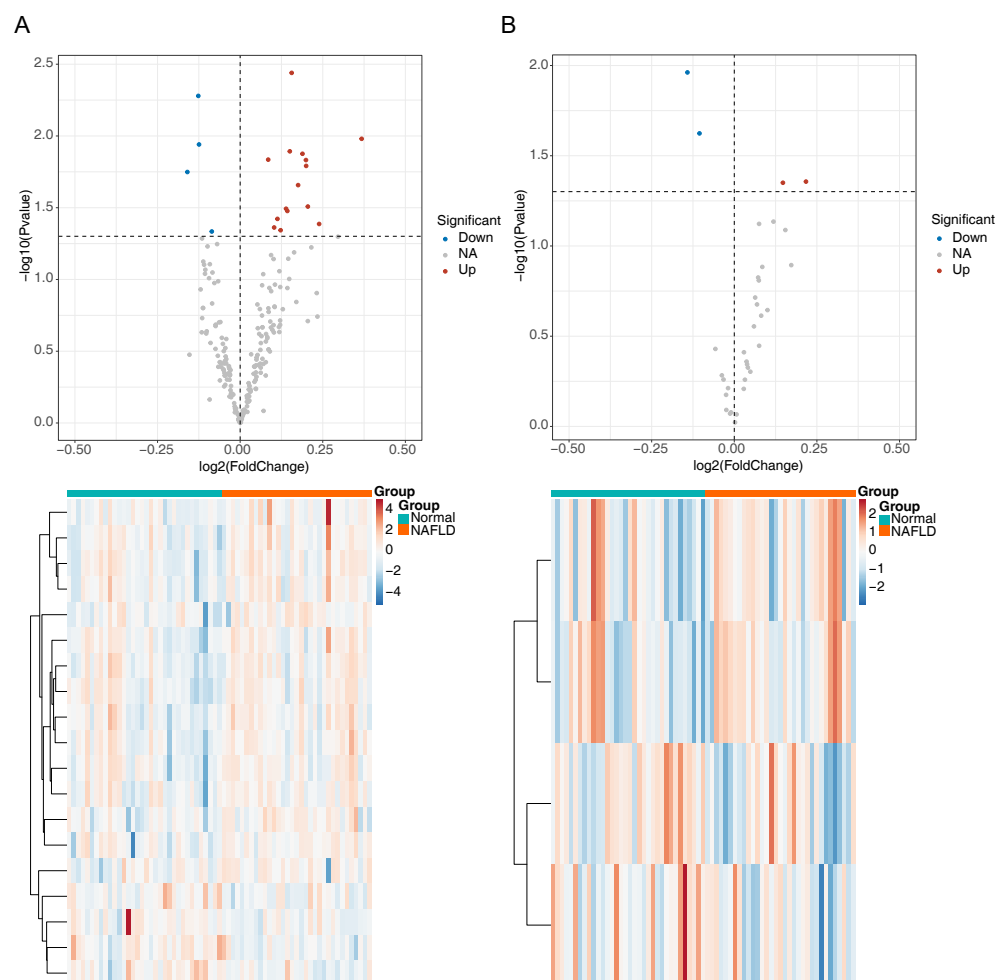 A
B
2.5
2.0
1.5
1.0
0.5
0.0
−log10(Pvalue)
−0.50
−0.25
0.00
0.25
0.50
log2(FoldChange)
Significant
Down
NA
Up
2.0
1.5
1.0
0.5
0.0
−log10(Pvalue)
−0.50
−0.25
0.00
0.25
0.50
log2(FoldChange)
Significant
Down
NA
Up
Group
4
2
0
−2
−4
Group
Normal
NAFLD
Group
2
1
0
−1
−2
Group
Normal
NAFLD